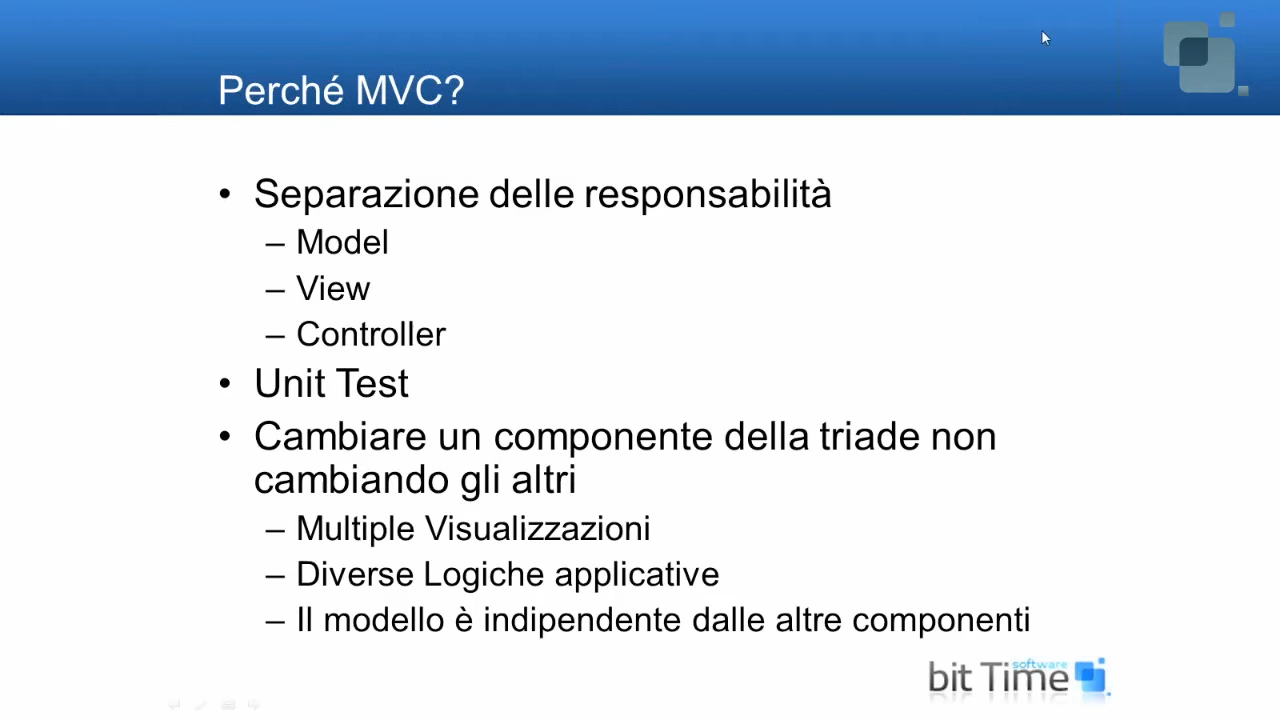 Perché MVC?
• Separazione delle responsabilità
– Model
– View
– Controller
• Unit Test
• Cambiare un componente della triade non
cambiando gli altri
– Multiple Visualizzazioni
– Diverse Logiche applicative
– Il modello è indipendente dalle altre componenti
software
bit Time